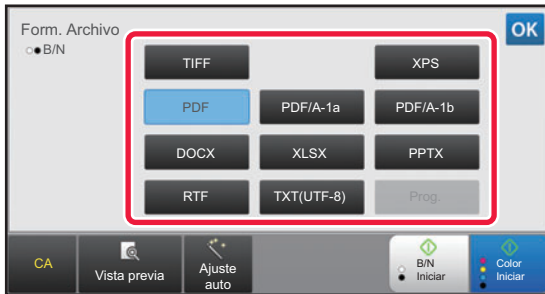 Form. Archivo
OK
B/N
TIFF XPS
PDF PDF/A-1a PDF/A-1b
DOCX XLSX PPTX
RTF TXT(UTF-8) Prog.
CA
Vista previa
Ajuste
auto
B/N
Iniciar
Color
Iniciar